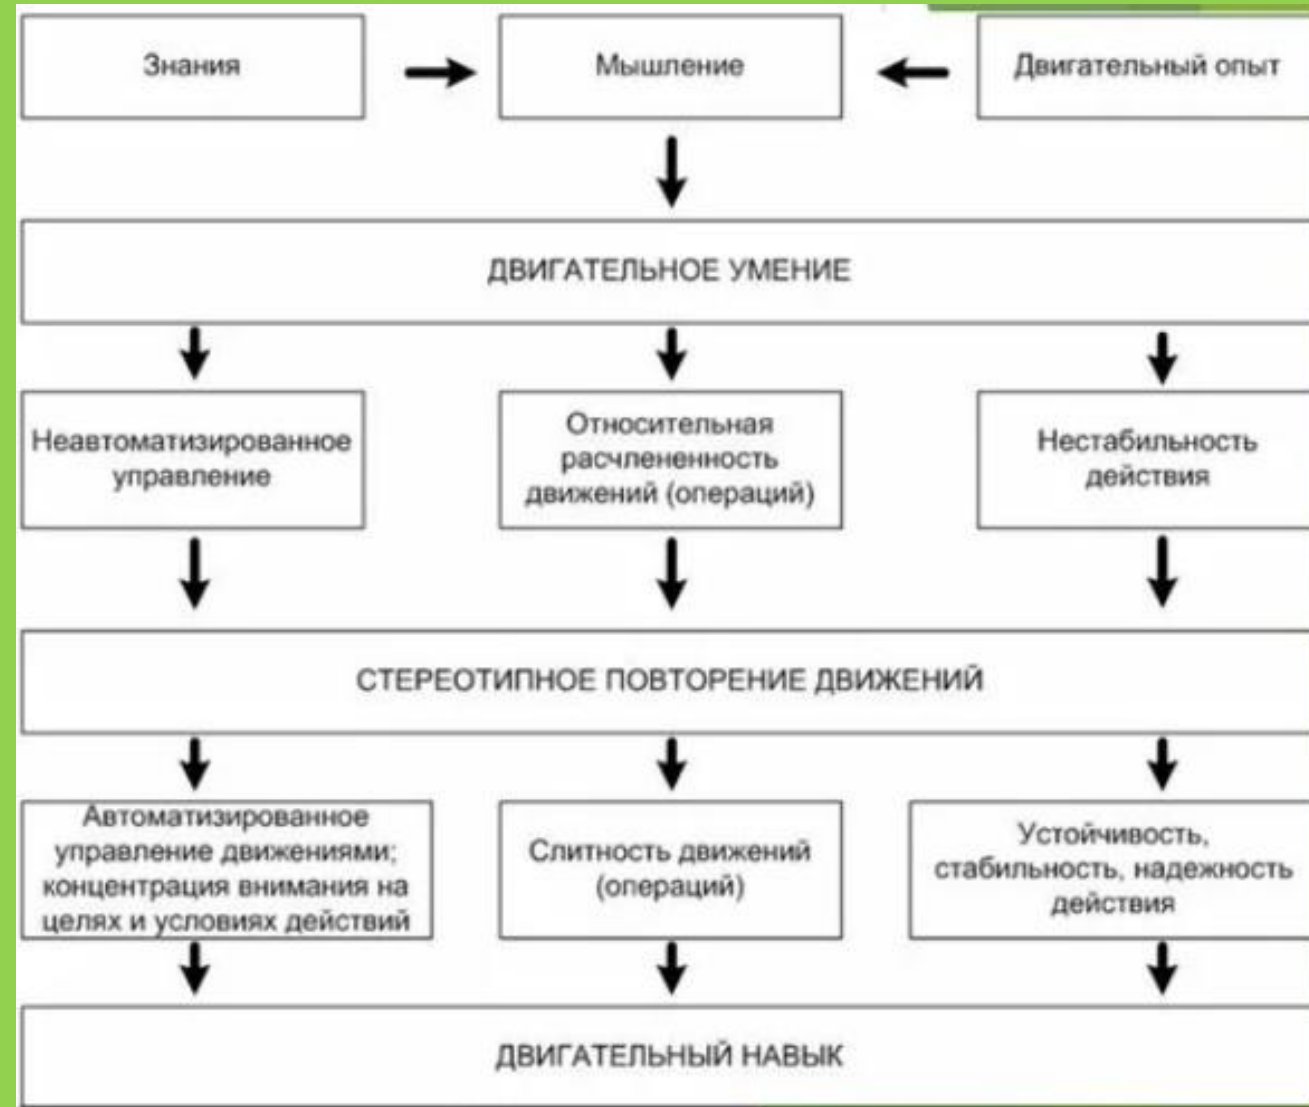 Знания
Мышление
Двигательный опыт
ДВИГАТЕЛЬНОЕ УМЕНИЕ
Неавтоматизированное
управление
Относительная
расчлененность
движений (операций)
Нестабильность
действия
СТЕРЕОТИПНОЕ ПОВТОРЕНИЕ ДВИЖЕНИЙ
Автоматизированное
управление движениями;
концентрация внимания на
целях и условиях действий
Слитность движений
(операций)
Устойчивость,
стабильность, надежность
действия
ДВИГАТЕЛЬНЫЙ НАВЫК